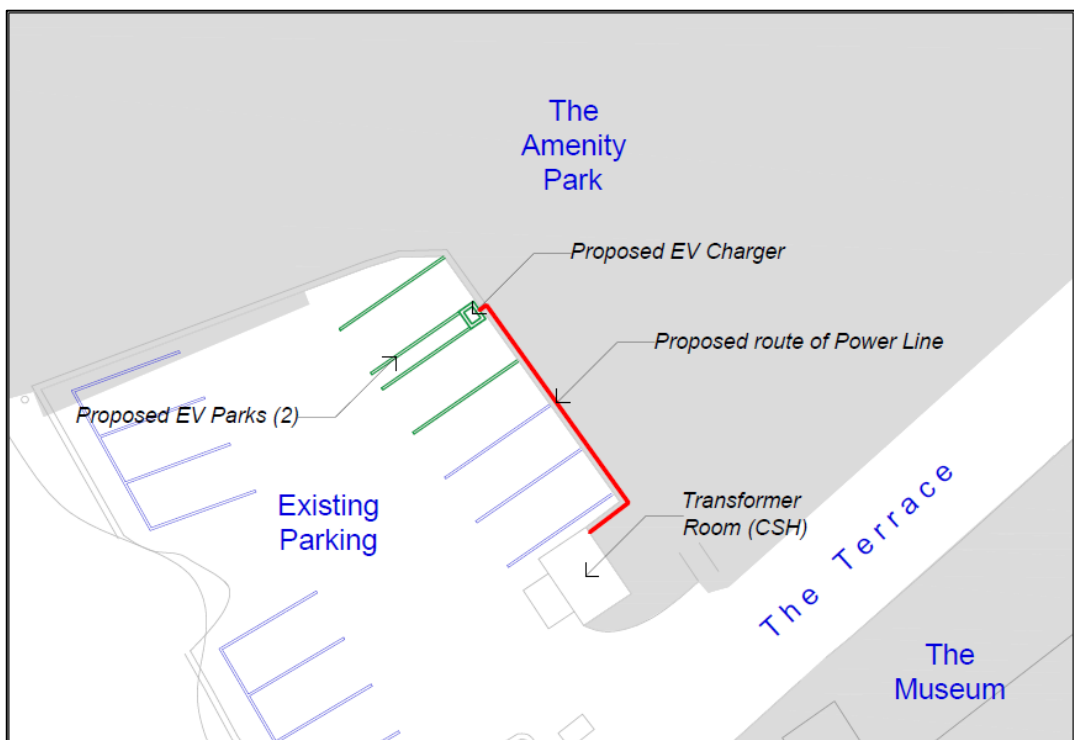 The
Amenity
Park
Proposed EV Charger
Proposed route of Power Line
Proposed EV Parks (2)
Existing
Parking
Transformer
Room (CSH)
The Terrace
The
Museum